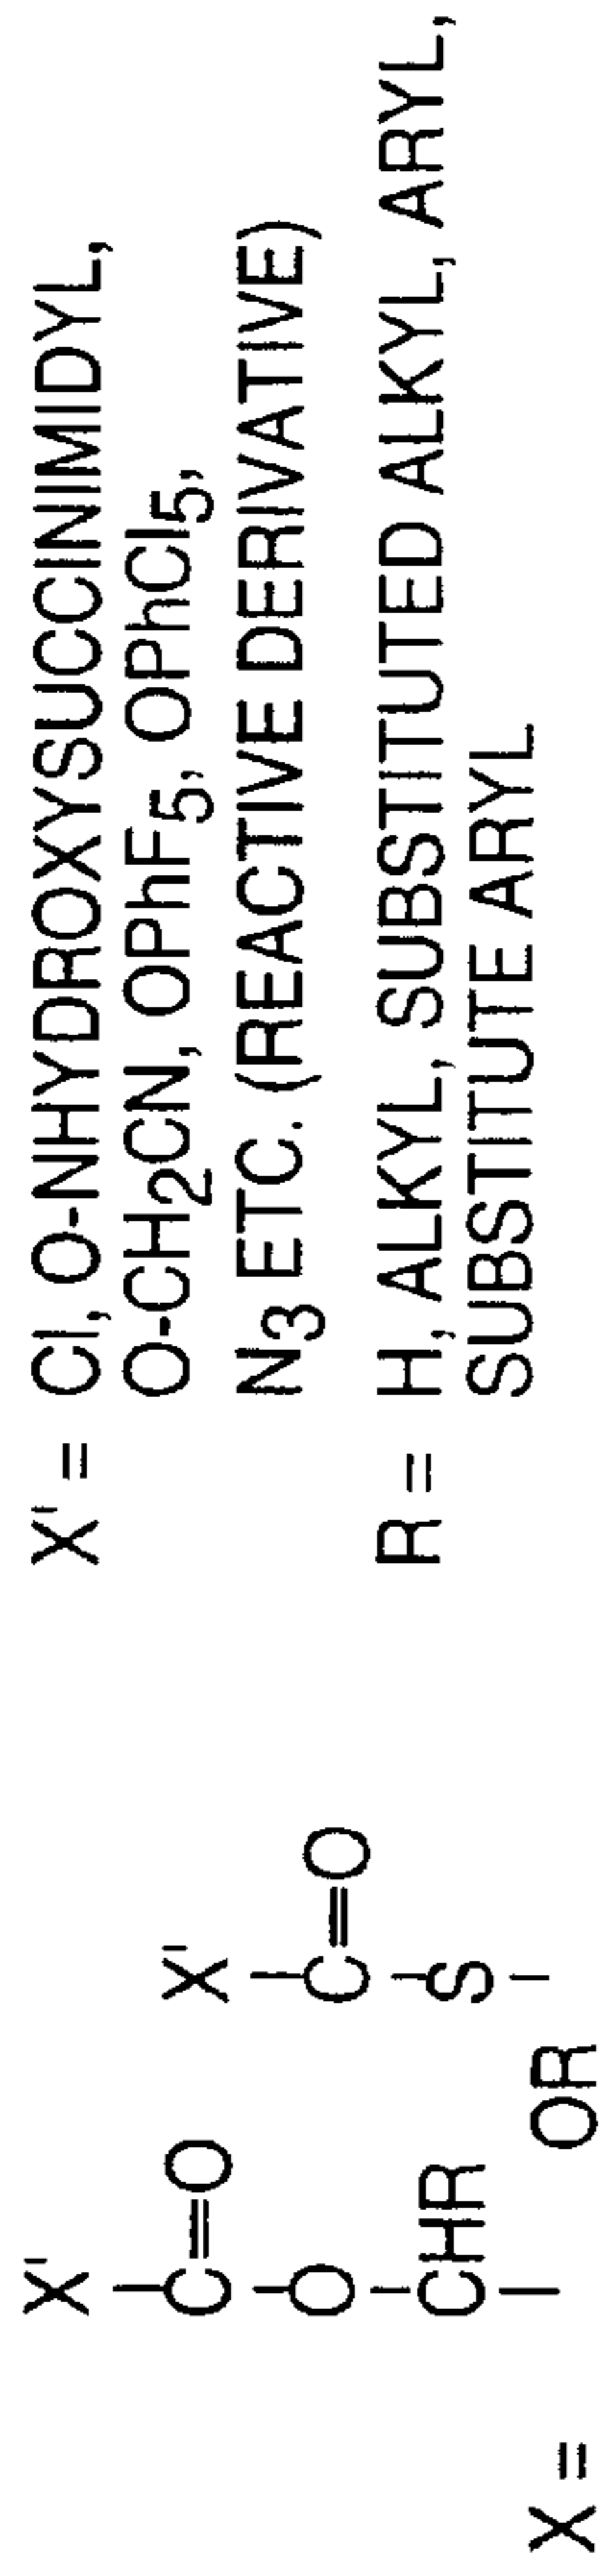 X'
C=O
O
CHR
X =
OR
X'
C=O
S
X' = Cl, O-NHYDROXYSUCCINIMIDYL,
O-CH2CN, OPhF5, OPhCl5,
N3 ETC. (REACTIVE DERIVATIVE)
R = H, ALKYL, SUBSTITUTED ALKYL, ARYL,
SUBSTITUTE ARYL